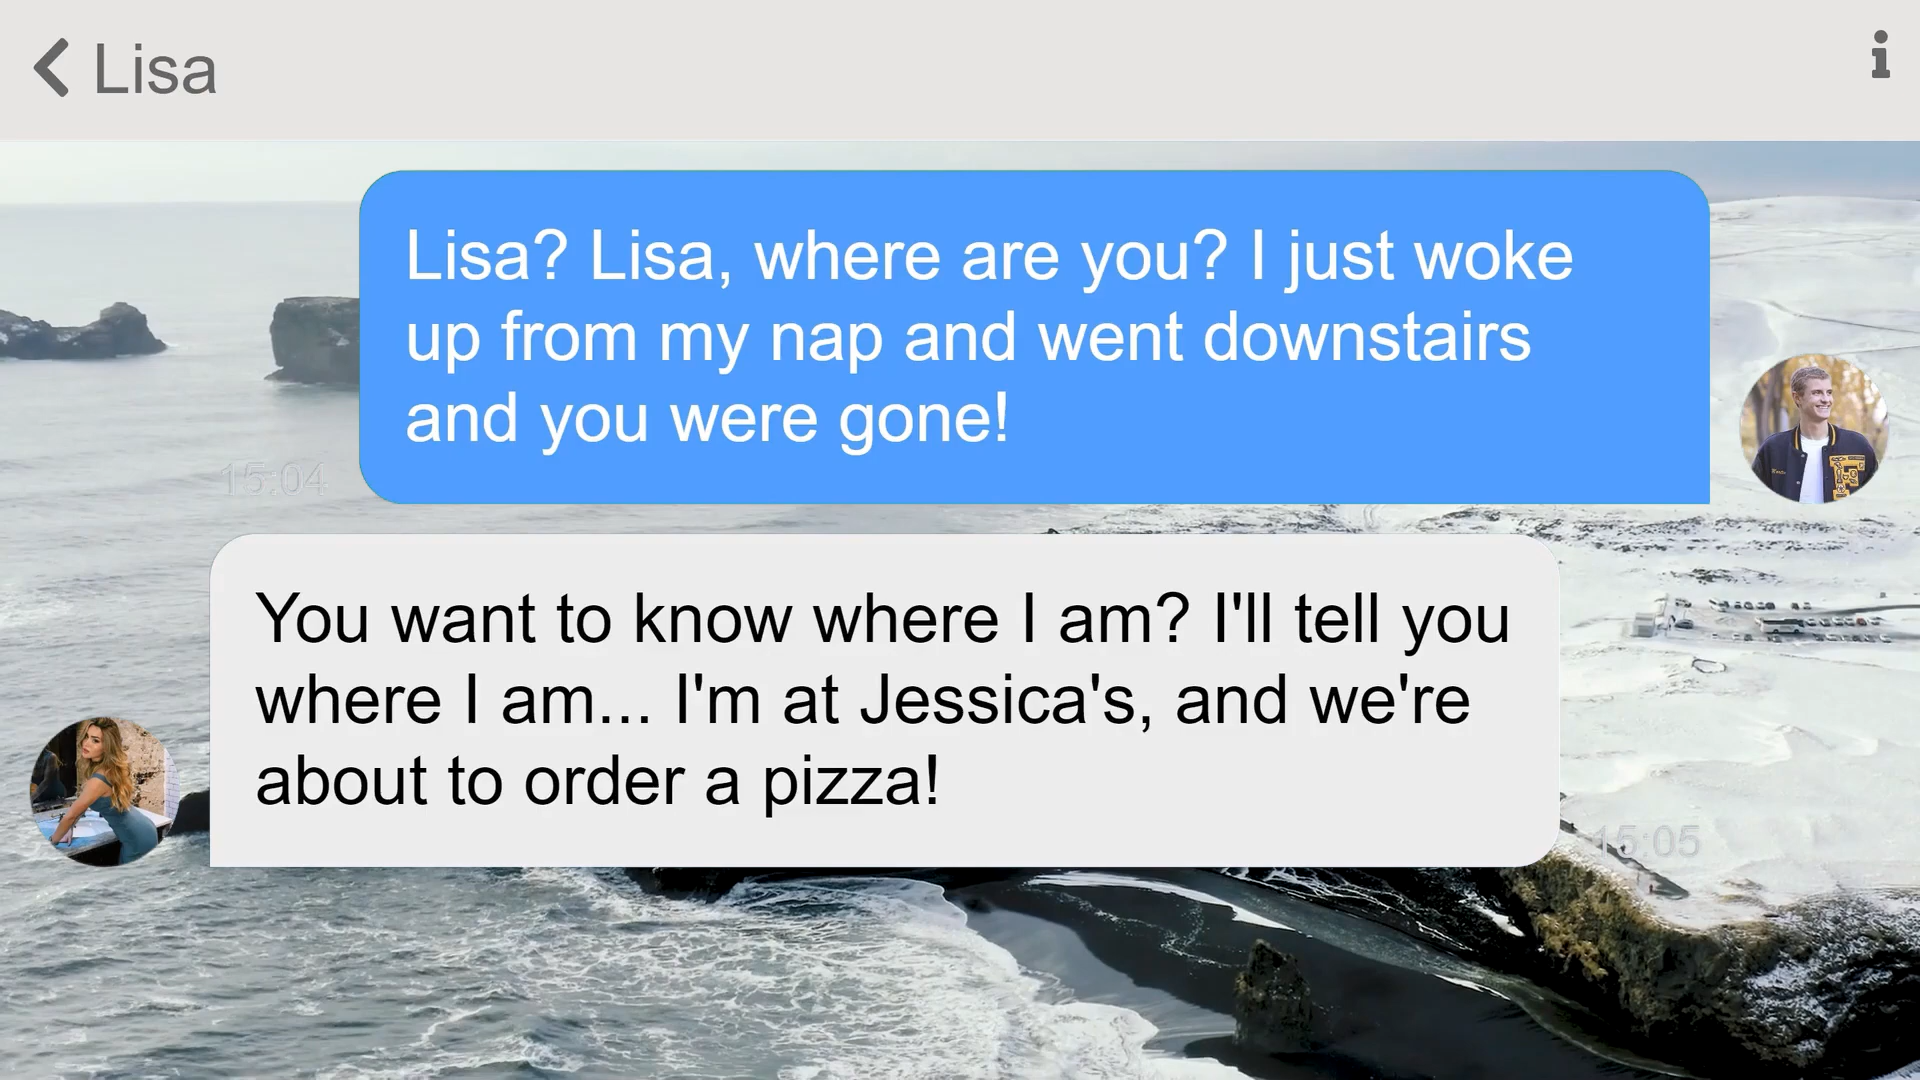 Lisa
Lisa? Lisa, where are you? I just woke
up from my nap and went downstairs
and you were gone!
15:04
You want to know where I am? I'll tell you
where I am... I'm at Jessica's, and we're
about to order a pizza!
15:05